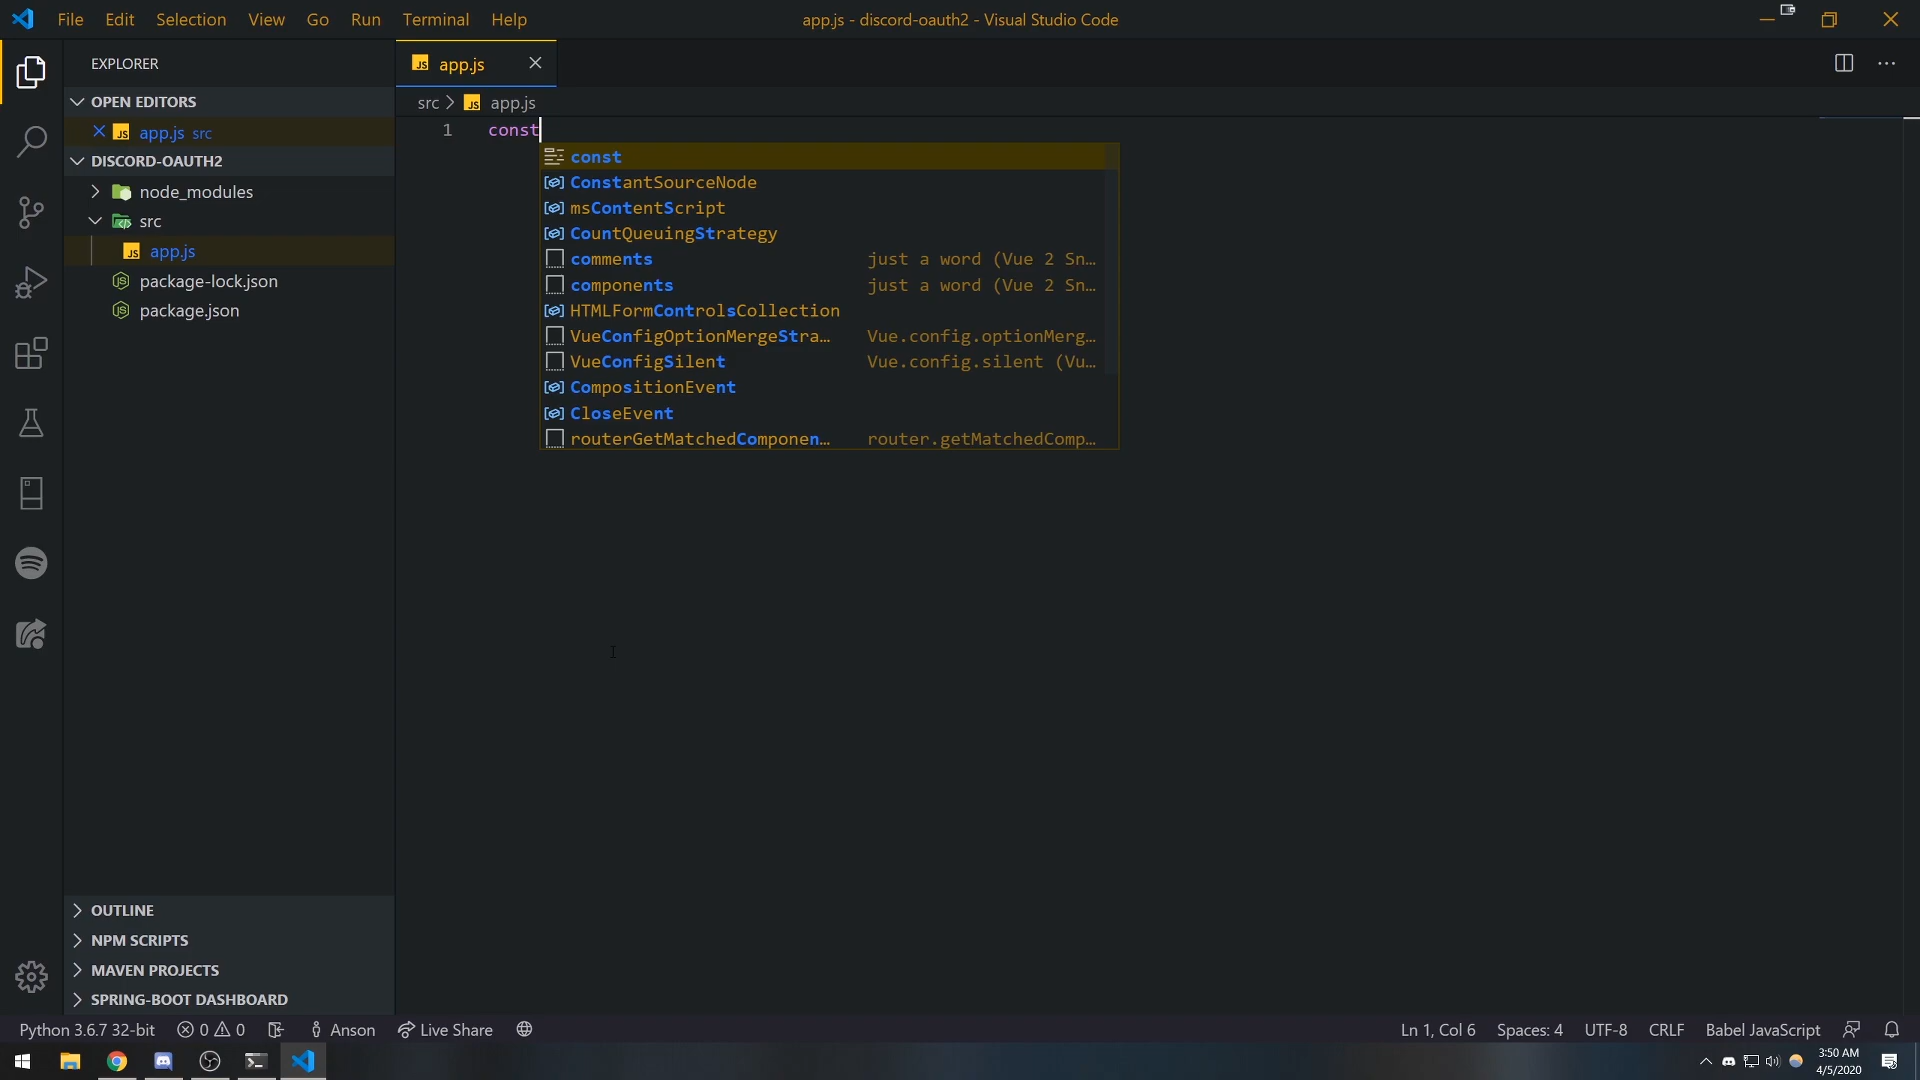 File Edit Selection View Go Run Terminal Help
app.js - discord-oauth2 - Visual Studio Code
EXPLORER
OPEN EDITORS
JS app.js src
DISCORD-OAUTH2
node_modules
src
JS app.js
package-lock.json
package.json
OUTLINE
NPM SCRIPTS
MAVEN PROJECTS
SPRING-BOOT DASHBOARD
JS app.js
src > JS app.js
1 const
const
ConstantSourceNode
msContentScript
CountQueuingStrategy
comments just a word (Vue 2 Sn…
components just a word (Vue 2 Sn…
HTMLFormControlsCollection
VueConfigOptionMergeStra… Vue.config.optionMerg…
VueConfigSilent Vue.config.silent (Vu…
CompositionEvent
CloseEvent
routerGetMatchedComponen… router.getMatchedComp…
Python 3.6.7 32-bit 0 0 Anson Live Share
Ln 1, Col 6 Spaces: 4 UTF-8 CRLF Babel JavaScript
3:50 AM
4/5/2020